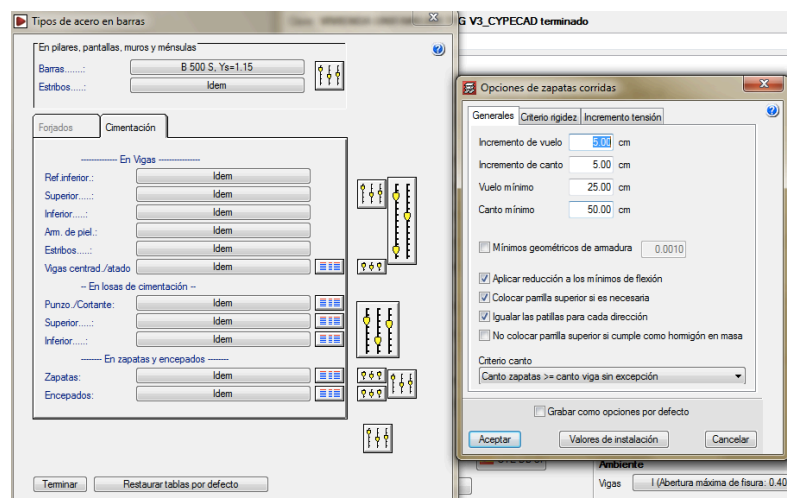 Tipos de acero en barras
G V3_CYPECAD terminado
En pilares, pantallas, muros y ménsulas
Barras.......:
B 500 S, Ys=1.15
Estribos.....:
Idem
Forjados
Cimentación
---------- En Vigas ----------
Ref.inferior.:
Idem
Superior.....:
Idem
Inferior.....:
Idem
Arm. de piel.:
Idem
Estribos.....:
Idem
Vigas centrad./atado
Idem
-- En losas de cimentación --
Punzo./Cortante:
Idem
Superior.....:
Idem
Inferior.....:
Idem
------- En zapatas y encepados -------
Zapatas:
Idem
Encepados:
Idem
Terminar
Restaurar tablas por defecto
Opciones de zapatas corridas
Generales
Criterio rigidez
Incremento tensión
Incremento de vuelo
5.00 cm
Incremento de canto
5.00 cm
Vuelo mínimo
25.00 cm
Canto mínimo
50.00 cm
Mínimos geométricos de armadura
0.0010
Aplicar reducción a los mínimos de flexión
Colocar parrilla superior si es necesaria
Igualar las patillas para cada dirección
No colocar parrilla superior si cumple como hormigón en masa
Criterio canto
Canto zapatas >= canto viga sin excepción
Grabar como opciones por defecto
Aceptar
Valores de instalación
Cancelar
Ambiente
Vigas
I (Abertura máxima de fisura: 0.40